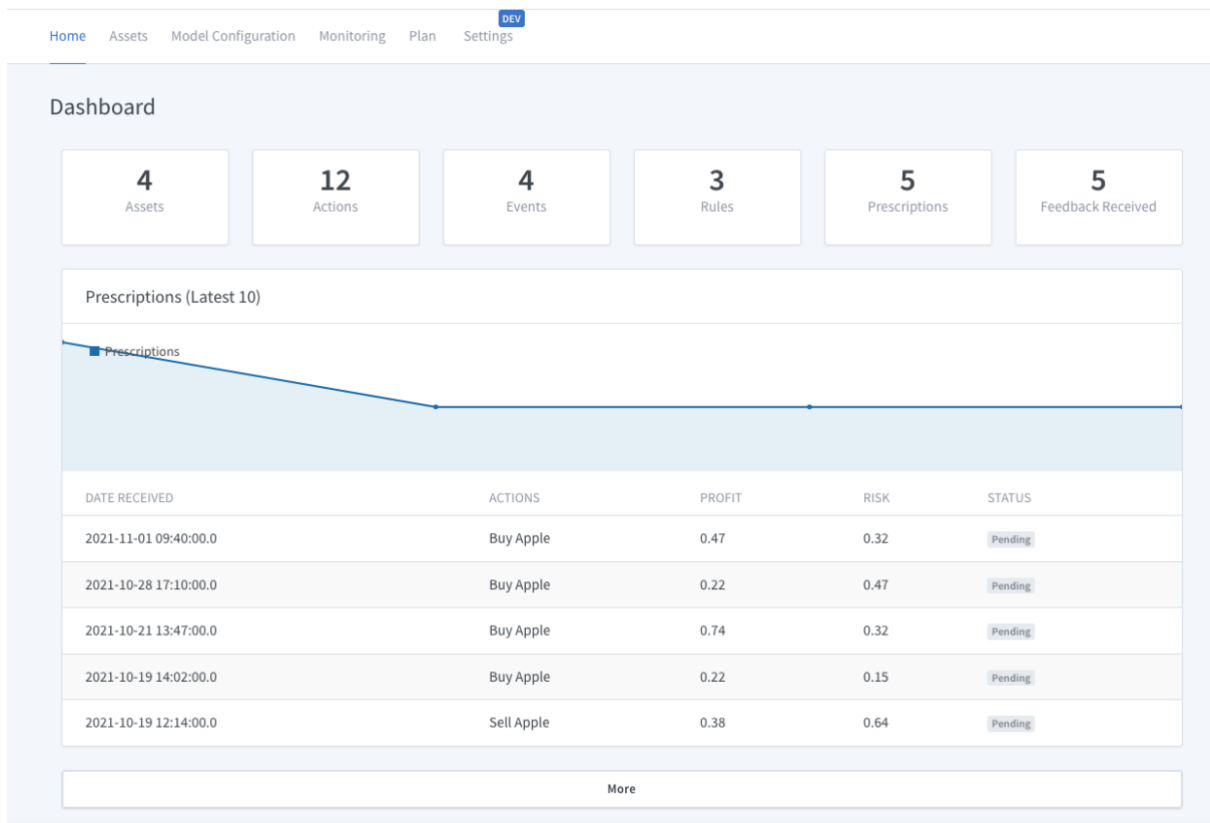 DEV
Home Assets Model Configuration Monitoring Plan Settings
Dashboard
4 12 4 3 5 5
Assets Actions Events Rules Prescriptions Feedback Received
Prescriptions (Latest 10)
Prescriptions
DATE RECEIVED ACTIONS PROFIT RISK STATUS
2021-11-01 09:40:00.0 Buy Apple 0.47 0.32 Pending
2021-10-28 17:10:00.0 Buy Apple 0.22 0.47 Pending
2021-10-21 13:47:00.0 Buy Apple 0.74 0.32 Pending
2021-10-19 14:02:00.0 Buy Apple 0.22 0.15 Pending
2021-10-19 12:14:00.0 Sell Apple 0.38 0.64 Pending
More